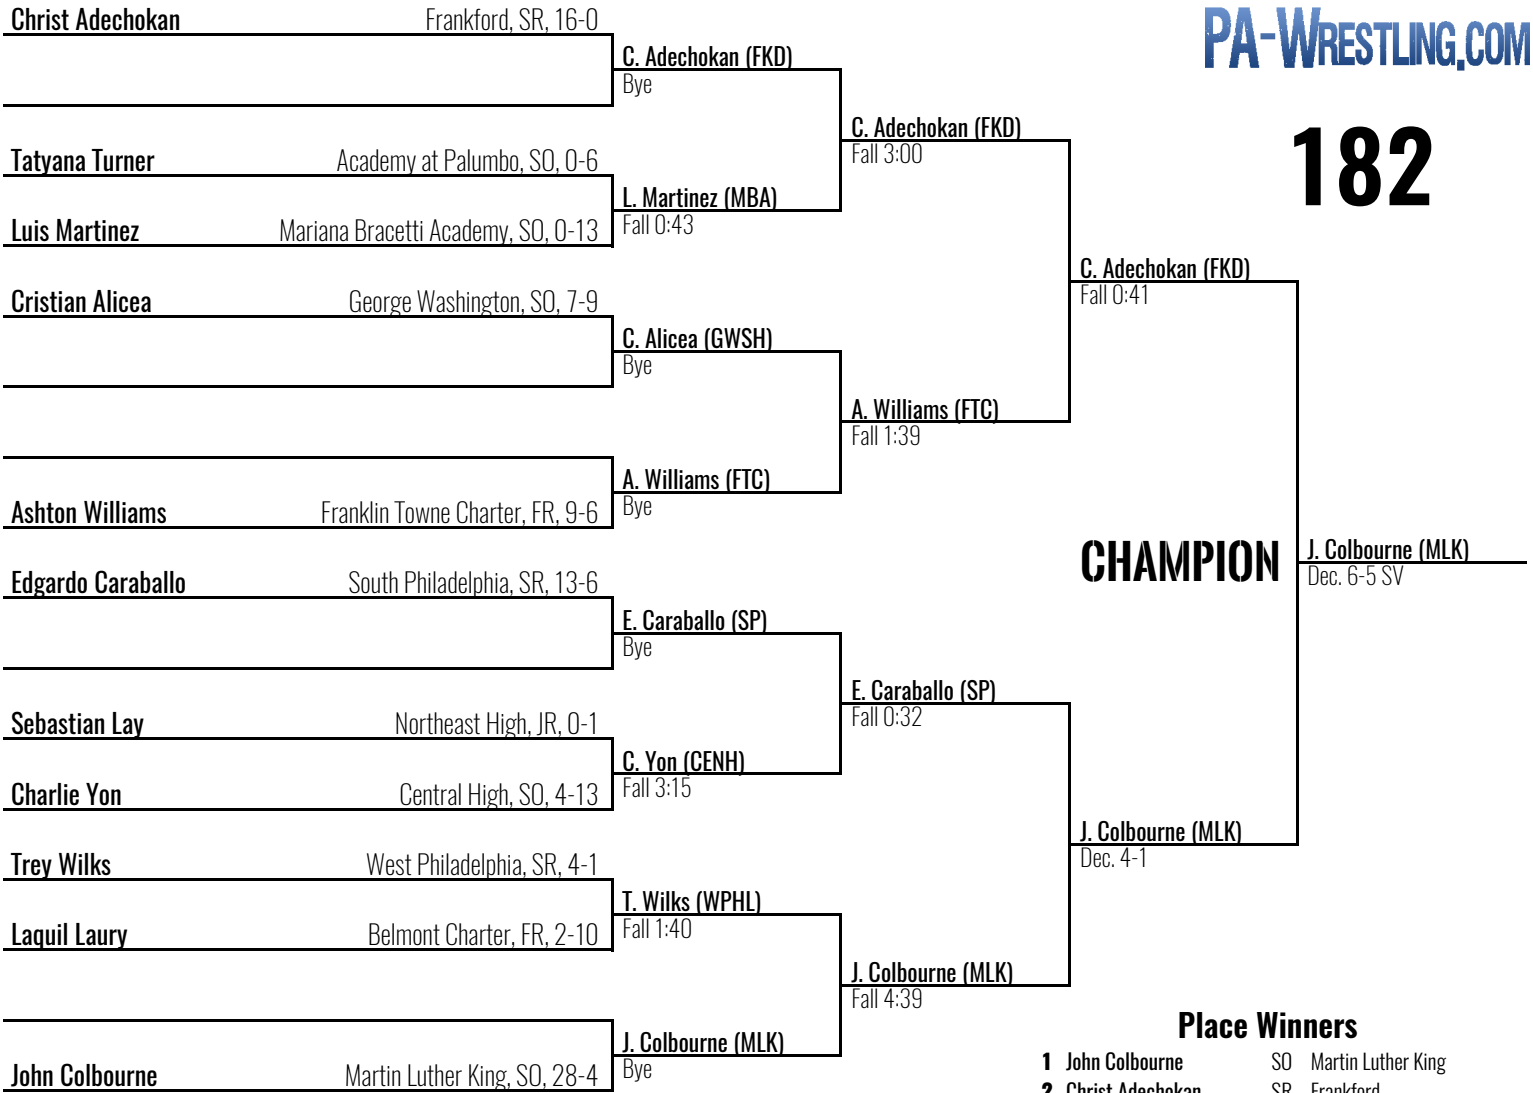 PA-WRESTLING.COM
182
Christ Adechokan Frankford, SR, 16-0
C. Adechokan (FKD)
Bye
C. Adechokan (FKD)
Fall 3:00
Tatyana Turner Academy at Palumbo, SO, 0-6
L. Martinez (MBA)
Fall 0:43
Luis Martinez Mariana Bracetti Academy, SO, 0-13
C. Adechokan (FKD)
Fall 0:41
Cristian Alicea George Washington, SO, 7-9
C. Alicea (GWSH)
Bye
A. Williams (FTC)
Fall 1:39
A. Williams (FTC)
Bye
Ashton Williams Franklin Towne Charter, FR, 9-6
CHAMPION
J. Colbourne (MLK)
Dec. 6-5 SV
Edgardo Caraballo South Philadelphia, SR, 13-6
E. Caraballo (SP)
Bye
E. Caraballo (SP)
Fall 0:32
Sebastian Lay Northeast High, JR, 0-1
C. Yon (CENH)
Fall 3:15
Charlie Yon Central High, SO, 4-13
J. Colbourne (MLK)
Dec. 4-1
Trey Wilks West Philadelphia, SR, 4-1
T. Wilks (WPHL)
Fall 1:40
Laquil Laury Belmont Charter, FR, 2-10
J. Colbourne (MLK)
Fall 4:39
J. Colbourne (MLK)
Bye
John Colbourne Martin Luther King, SO, 28-4
Place Winners
1 John Colbourne SO Martin Luther King
2 Christ Adechokan SR Frankford